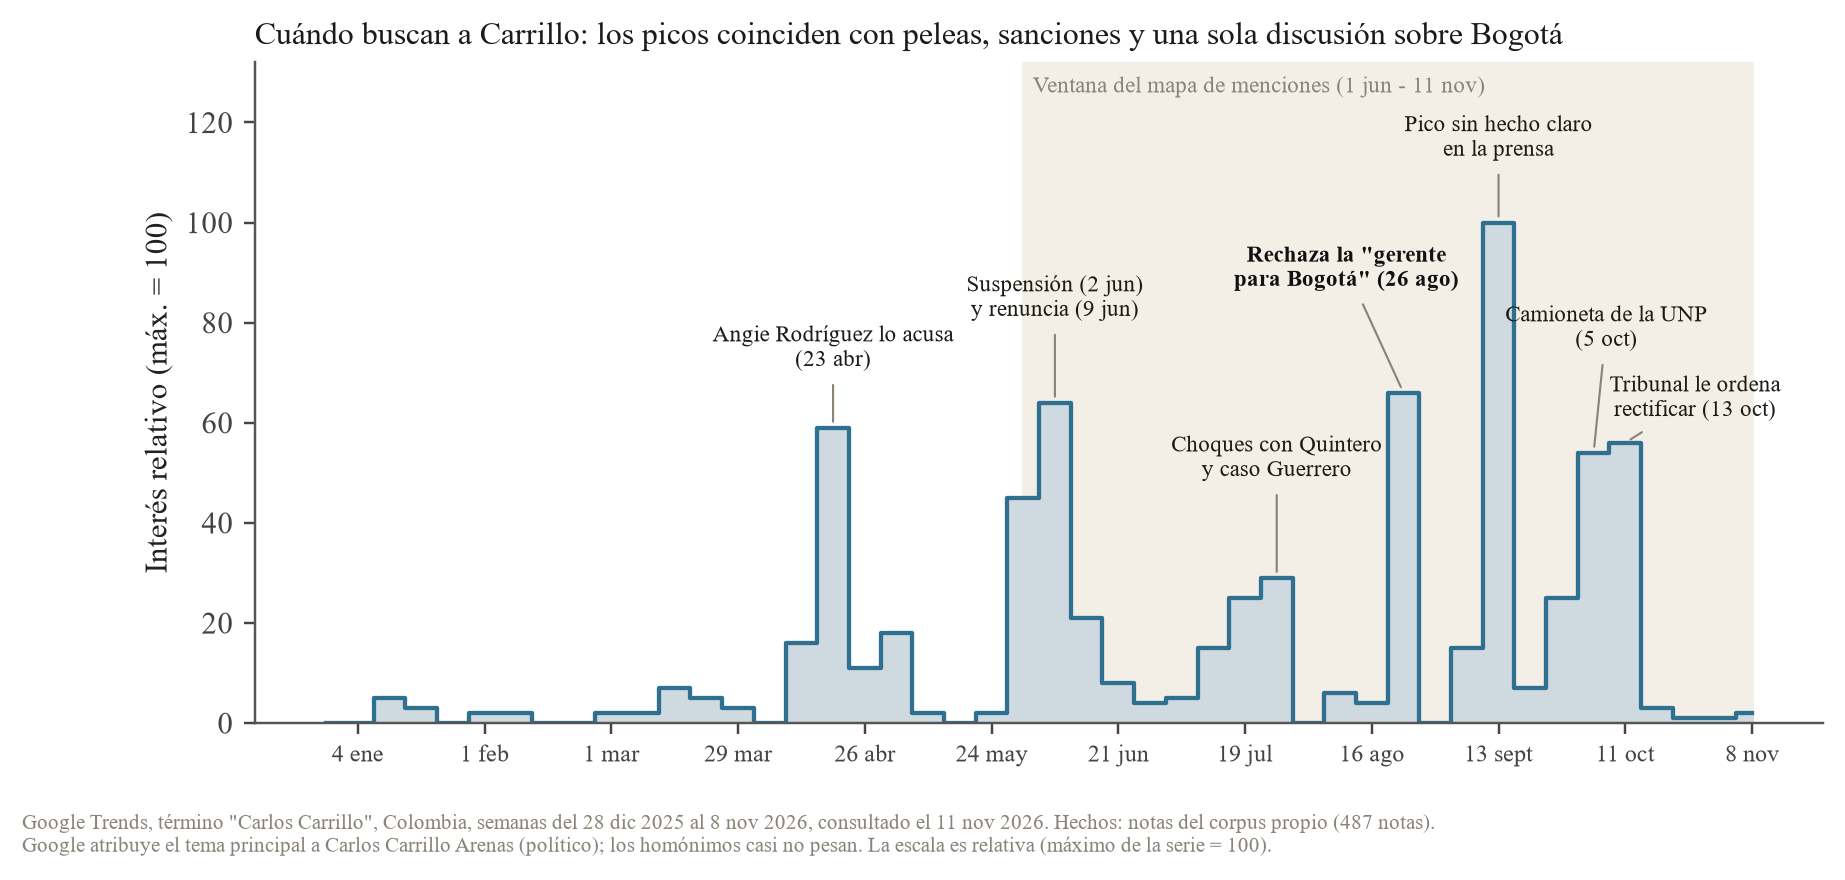 Cuándo buscan a Carrillo: los picos coinciden con peleas, sanciones y una sola discusión sobre Bogotá
Ventana del mapa de menciones (1 jun - 11 nov)
Pico sin hecho claro
en la prensa
Rechaza la "gerente
para Bogotá" (26 ago)
Suspensión (2 jun)
y renuncia (9 jun)
Camioneta de la UNP
(5 oct)
Angie Rodríguez lo acusa
(23 abr)
Tribunal le ordena
rectificar (13 oct)
Choques con Quintero
y caso Guerrero
Interés relativo (máx. = 100)
120
100
80
60
40
20
0
4 ene
1 feb
1 mar
29 mar
26 abr
24 may
21 jun
19 jul
16 ago
13 sept
11 oct
8 nov
Google Trends, término "Carlos Carrillo", Colombia, semanas del 28 dic 2025 al 8 nov 2026, consultado el 11 nov 2026. Hechos: notas del corpus propio (487 notas).
Google atribuye el tema principal a Carlos Carrillo Arenas (político); los homónimos casi no pesan. La escala es relativa (máximo de la serie = 100).